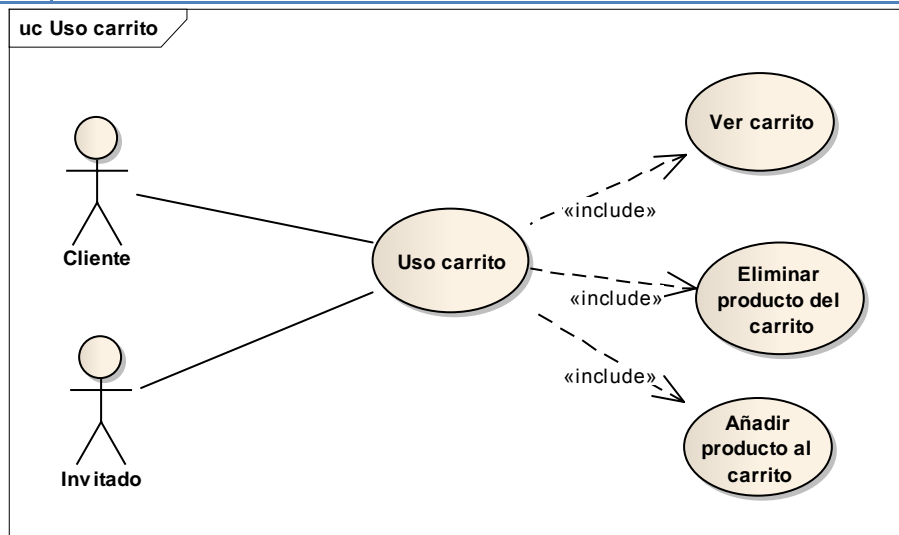 uc Uso carrito
Cliente
Invitado
Uso carrito
«include»
«include»
«include»
Ver carrito
Eliminar
producto del
carrito
Añadir
producto al
carrito